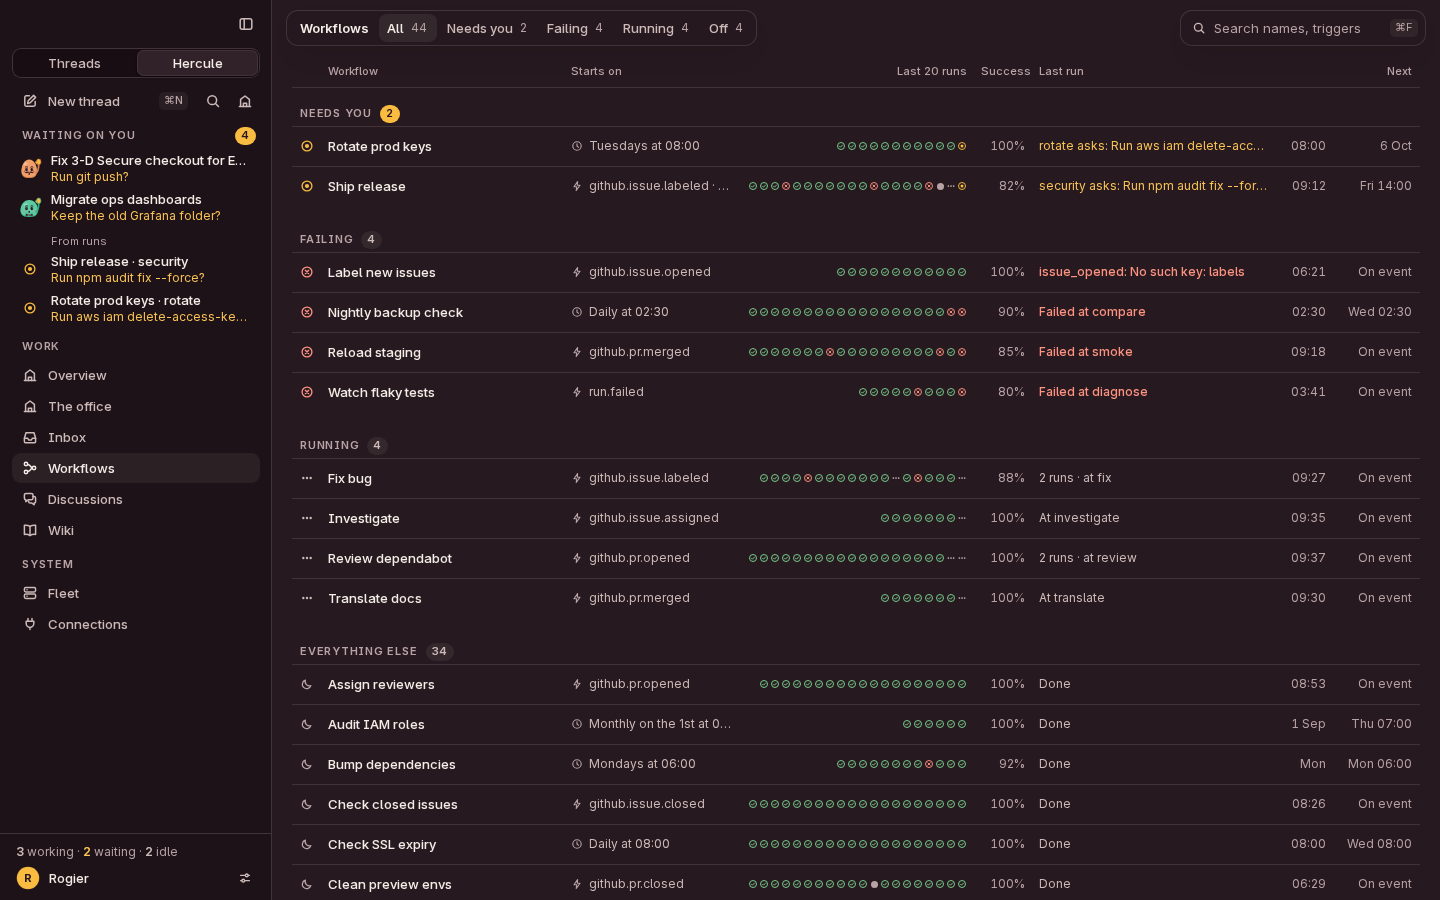 Threads
Hercule
New thread ⌘N
WAITING ON YOU 4
Fix 3-D Secure checkout for E…
Run git push?
Migrate ops dashboards
Keep the old Grafana folder?
From runs
Ship release · security
Run npm audit fix --force?
Rotate prod keys · rotate
Run aws iam delete-access-ke…
WORK
Overview
The office
Inbox
Workflows
Discussions
Wiki
SYSTEM
Fleet
Connections
3 working · 2 waiting · 2 idle
R Rogier
Workflows All 44 Needs you 2 Failing 4 Running 4 Off 4
Search names, triggers ⌘F
Workflow Starts on Last 20 runs Success Last run Next
NEEDS YOU 2
Rotate prod keys Tuesdays at 08:00 100% rotate asks: Run aws iam delete-acc… 08:00 6 Oct
Ship release github.issue.labeled · … 82% security asks: Run npm audit fix --for… 09:12 Fri 14:00
FAILING 4
Label new issues github.issue.opened 100% issue_opened: No such key: labels 06:21 On event
Nightly backup check Daily at 02:30 90% Failed at compare 02:30 Wed 02:30
Reload staging github.pr.merged 85% Failed at smoke 09:18 On event
Watch flaky tests run.failed 80% Failed at diagnose 03:41 On event
RUNNING 4
Fix bug github.issue.labeled 88% 2 runs · at fix 09:27 On event
Investigate github.issue.assigned 100% At investigate 09:35 On event
Review dependabot github.pr.opened 100% 2 runs · at review 09:37 On event
Translate docs github.pr.merged 100% At translate 09:30 On event
EVERYTHING ELSE 34
Assign reviewers github.pr.opened 100% Done 08:53 On event
Audit IAM roles Monthly on the 1st at 0… 100% Done 1 Sep Thu 07:00
Bump dependencies Mondays at 06:00 92% Done Mon Mon 06:00
Check closed issues github.issue.closed 100% Done 08:26 On event
Check SSL expiry Daily at 08:00 100% Done 08:00 Wed 08:00
Clean preview envs github.pr.closed 100% Done 06:29 On event